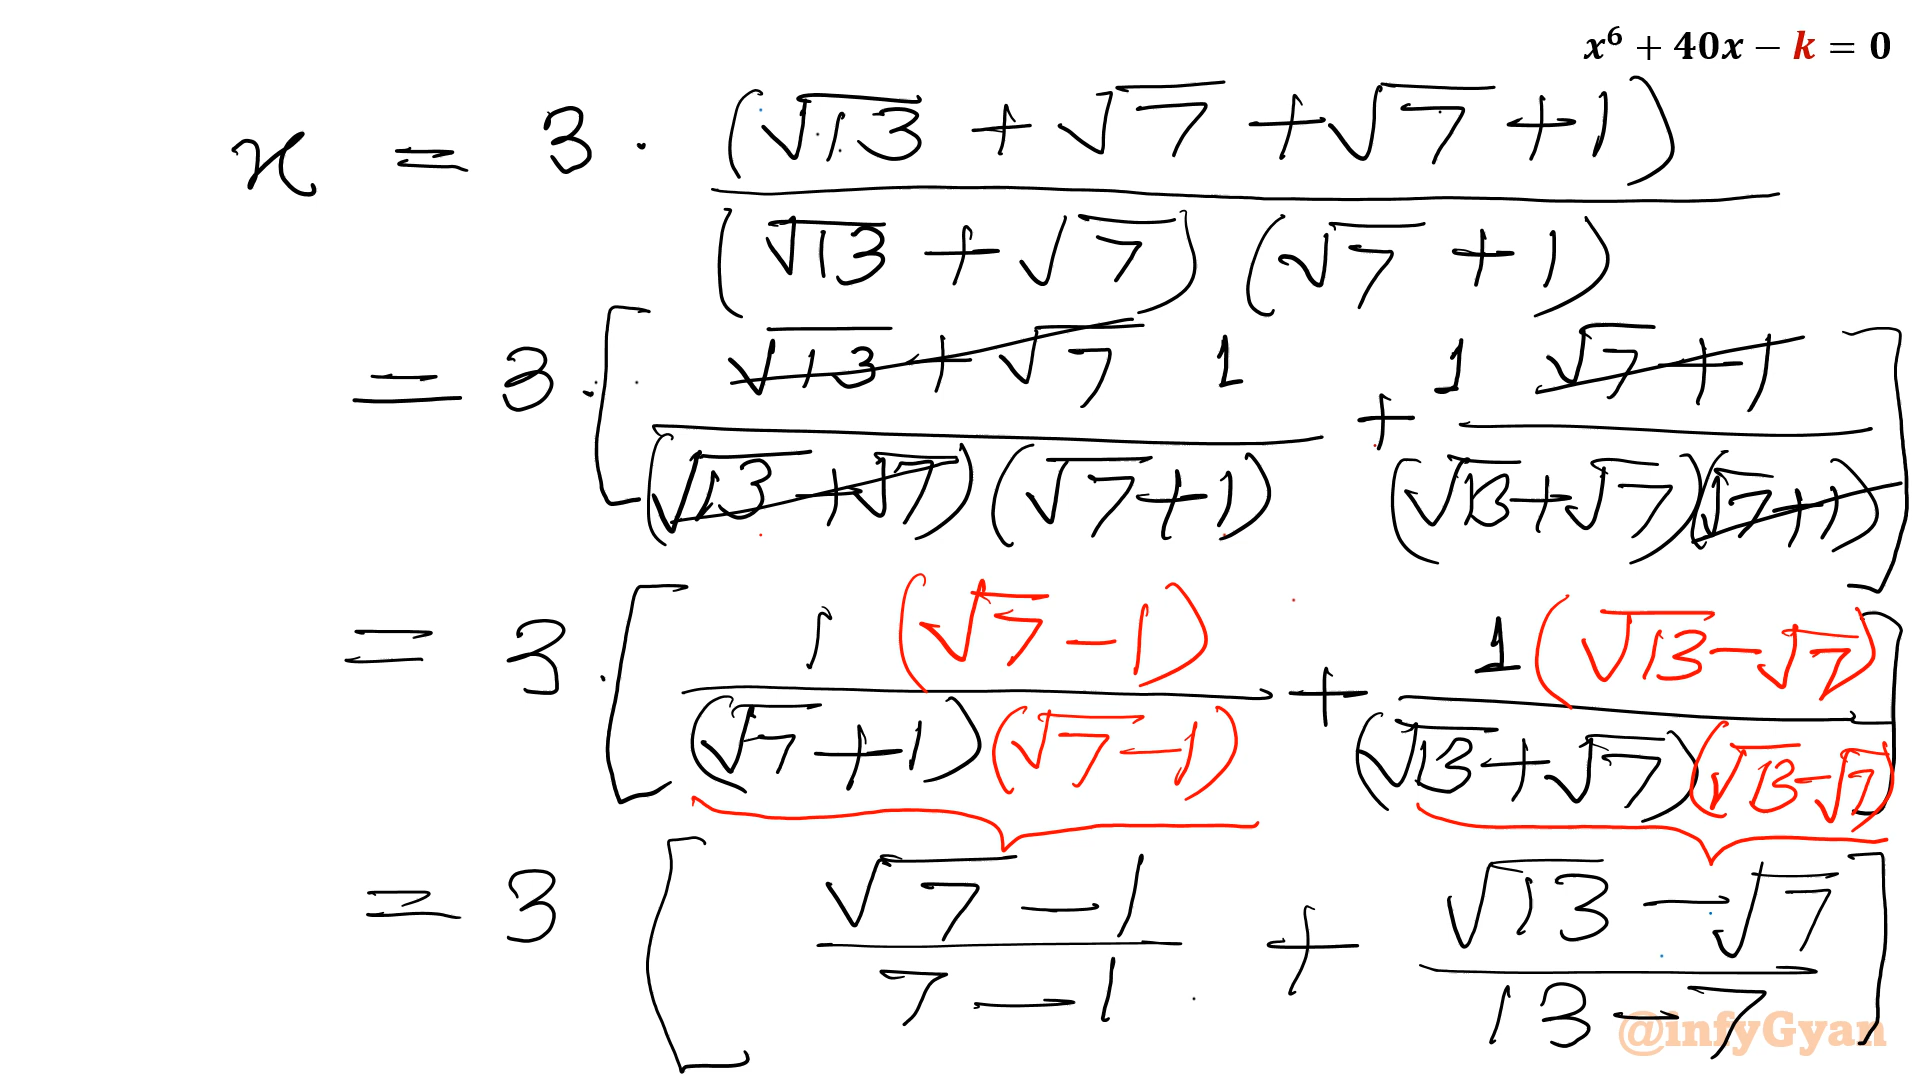 x⁶ + 40x − k = 0
x = 3 · (√13 + √7 + √7 + 1) / (√13 + √7)(√7 + 1)
= 3 · [ √13 + √7 1 / (√13 + √7)(√7 + 1) + 1 √7 + 1 / (√13 + √7)(√7 + 1) ]
= 3 · [ 1 (√7 − 1) / (√7 + 1)(√7 − 1) + 1 (√13 − √7) / (√13 + √7)(√13 − √7) ]
= 3 [ √7 − 1 / 7 − 1 + √13 − √7 / 13 − 7 ]
@infyGyan